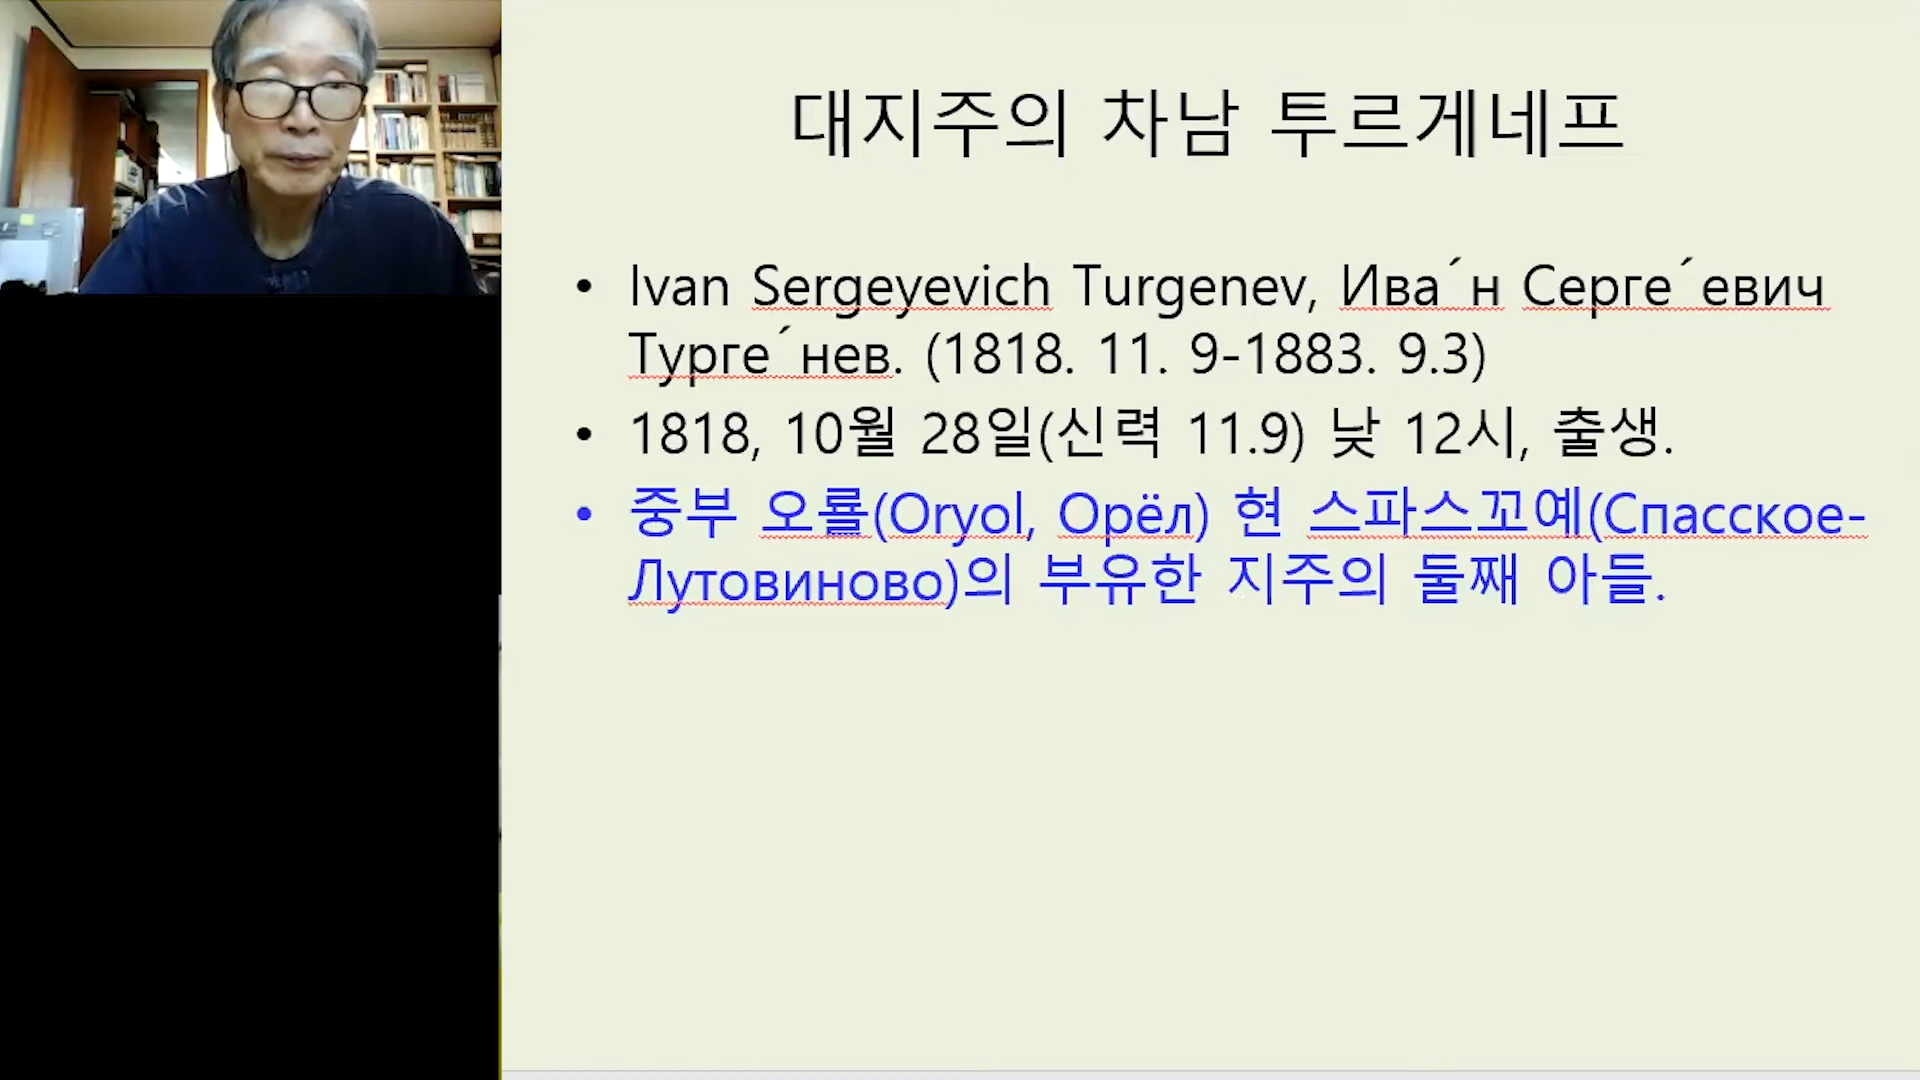 대지주의 차남 투르게네프
• Ivan Sergeyevich Turgenev, Ива´н Серге´евич
Турге´нев. (1818. 11. 9-1883. 9.3)
• 1818, 10월 28일(신력 11.9) 낮 12시, 출생.
• 중부 오룔(Oryol, Орёл) 현 스파스꼬예(Спасское-
Лутовиново)의 부유한 지주의 둘째 아들.